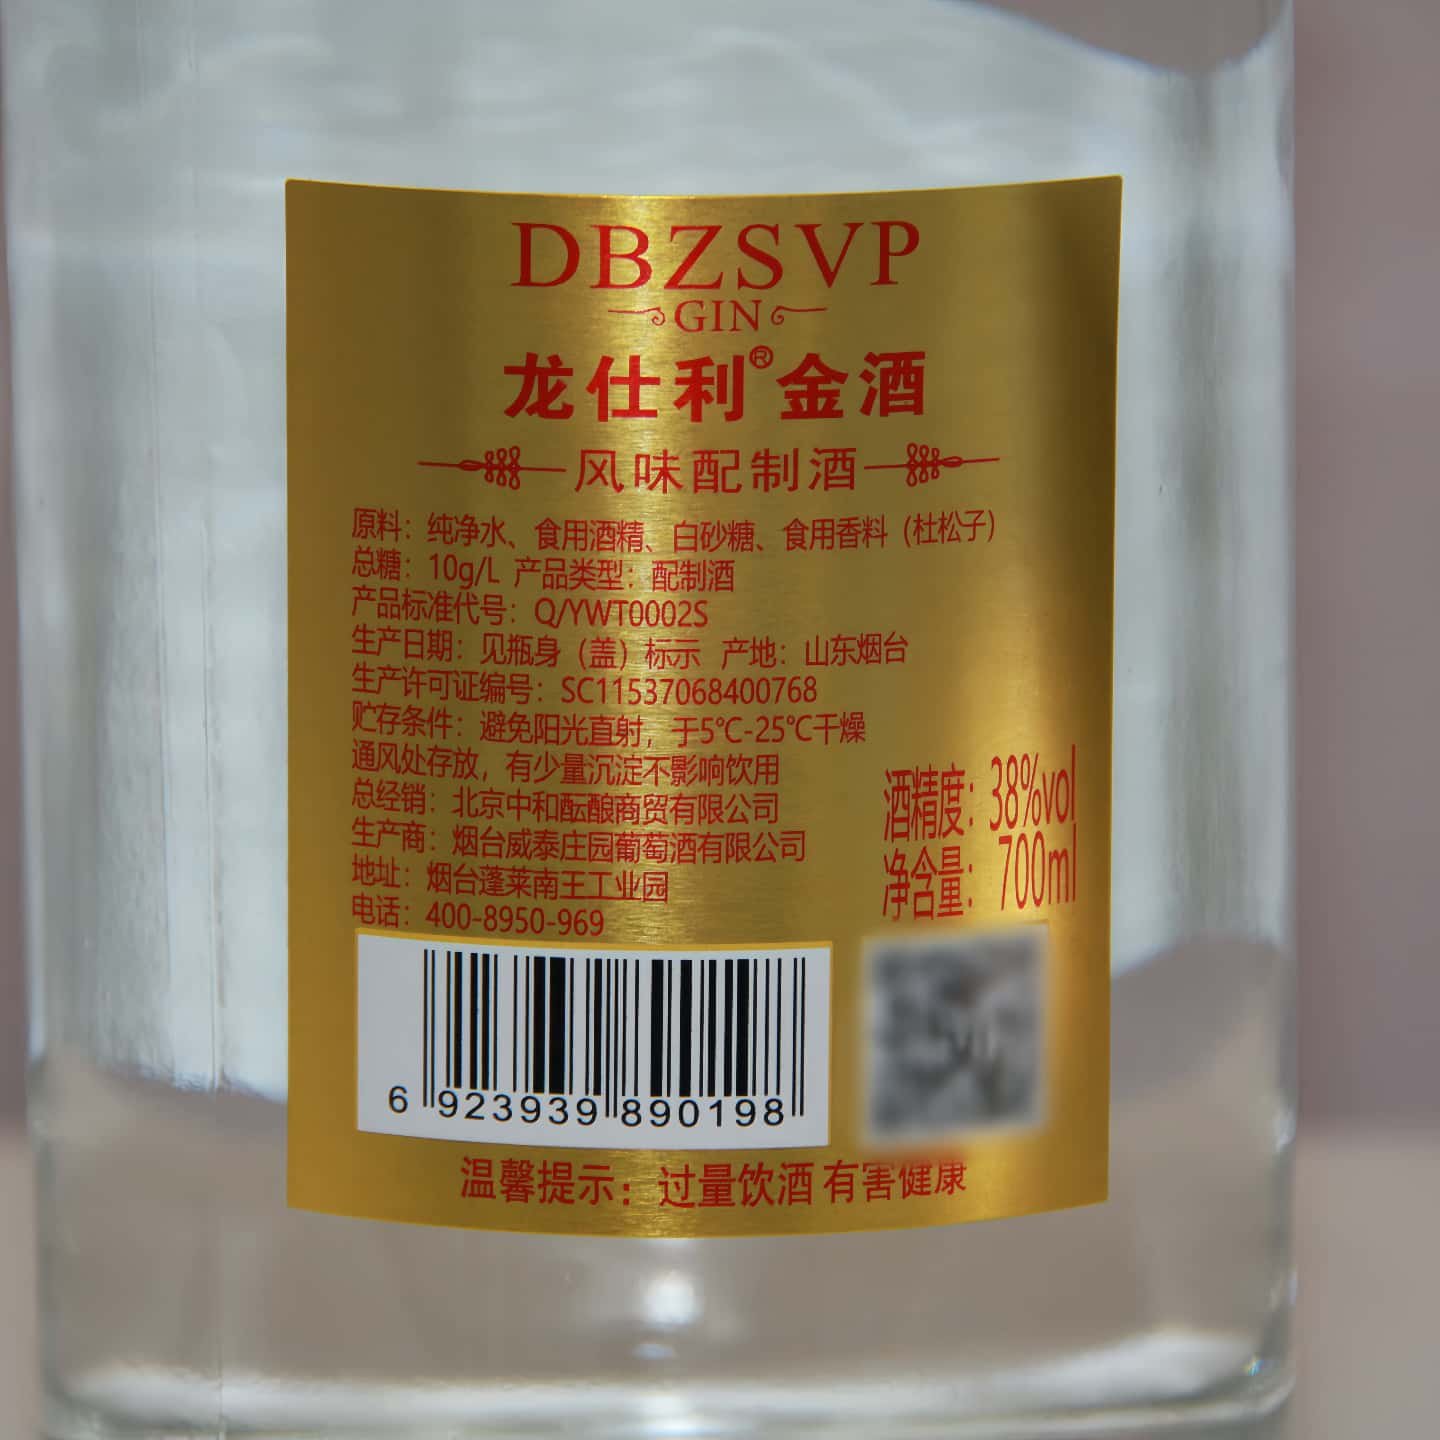 DBZSVP
GIN
龙仕利®金酒
风味配制酒
原料：纯净水、食用酒精、白砂糖、食用香料（杜松子）
总糖：10g/L 产品类型：配制酒
产品标准代号：Q/YWT0002S
生产日期：见瓶身（盖）标示 产地：山东烟台
生产许可证编号：SC11537068400768
贮存条件：避免阳光直射，于5℃-25℃干燥
通风处存放，有少量沉淀不影响饮用
总经销：北京中和酝酿商贸有限公司
生产商：烟台威泰庄园葡萄酒有限公司
地址：烟台蓬莱南王工业园
电话：400-8950-969
酒精度：38%vol
净含量：700ml
6 923939 890198
温馨提示：过量饮酒 有害健康